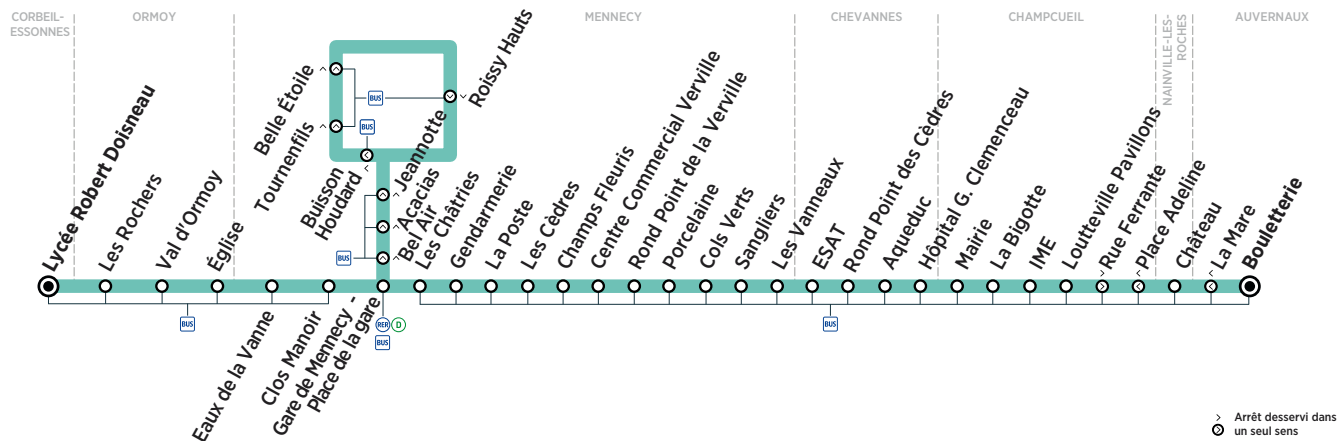 CORBEIL-
ESSONNES
ORMOY
MENNECY
CHEVANNES
CHAMPCUEIL
NAINVILLE-LES-
ROCHES
AUVERNAUX
Lycée Robert Doisneau
Les Rochers
Val d'Ormoy
Église
Eaux de la Vanne
Clos Manoir
Gare de Mennecy -
Place de la gare
Belle Étoile
Tournenfils
Buisson
Houdard
Roissy Hauts
Jeannotte
Acacias
Bel Air
Les Châtries
Gendarmerie
La Poste
Les Cèdres
Champs Fleuris
Centre Commercial Verville
Rond Point de la Verville
Porcelaine
Cols Verts
Sangliers
Les Vanneaux
ESAT
Rond Point des Cèdres
Aqueduc
Hôpital G. Clemenceau
Mairie
La Bigotte
IME
Loutteville Pavillons
Rue Ferrante
Place Adeline
Château
La Mare
Bouletterie
BUS
BUS
BUS
BUS
RER D
BUS
BUS
Arrêt desservi dans
un seul sens